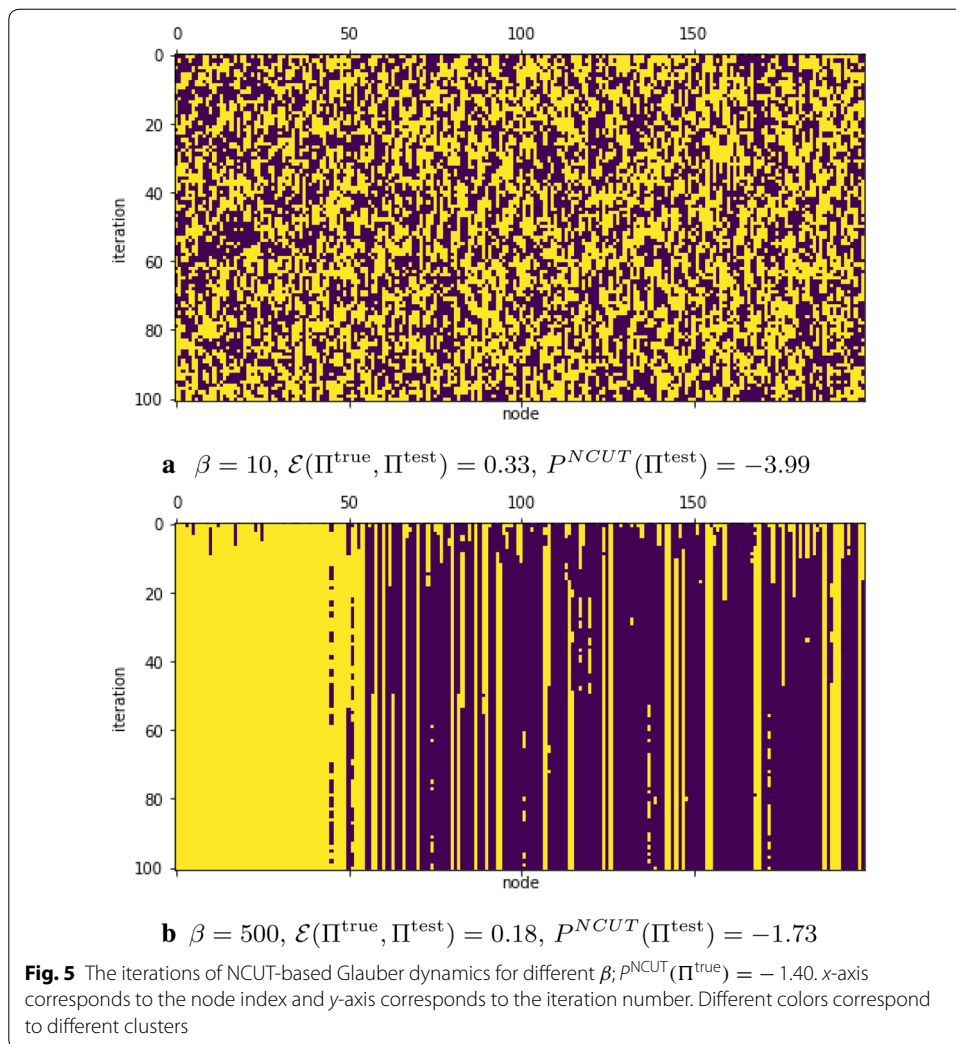 0 50 100 150
0
20
40
60
80
100
iteration
node
a β = 10, ℰ(Π^true, Π^test) = 0.33, P^NCUT(Π^test) = −3.99
0 50 100 150
0
20
40
60
80
100
iteration
node
b β = 500, ℰ(Π^true, Π^test) = 0.18, P^NCUT(Π^test) = −1.73
Fig. 5 The iterations of NCUT-based Glauber dynamics for different β; P^NCUT(Π^true) = − 1.40. x-axis
corresponds to the node index and y-axis corresponds to the iteration number. Different colors correspond
to different clusters